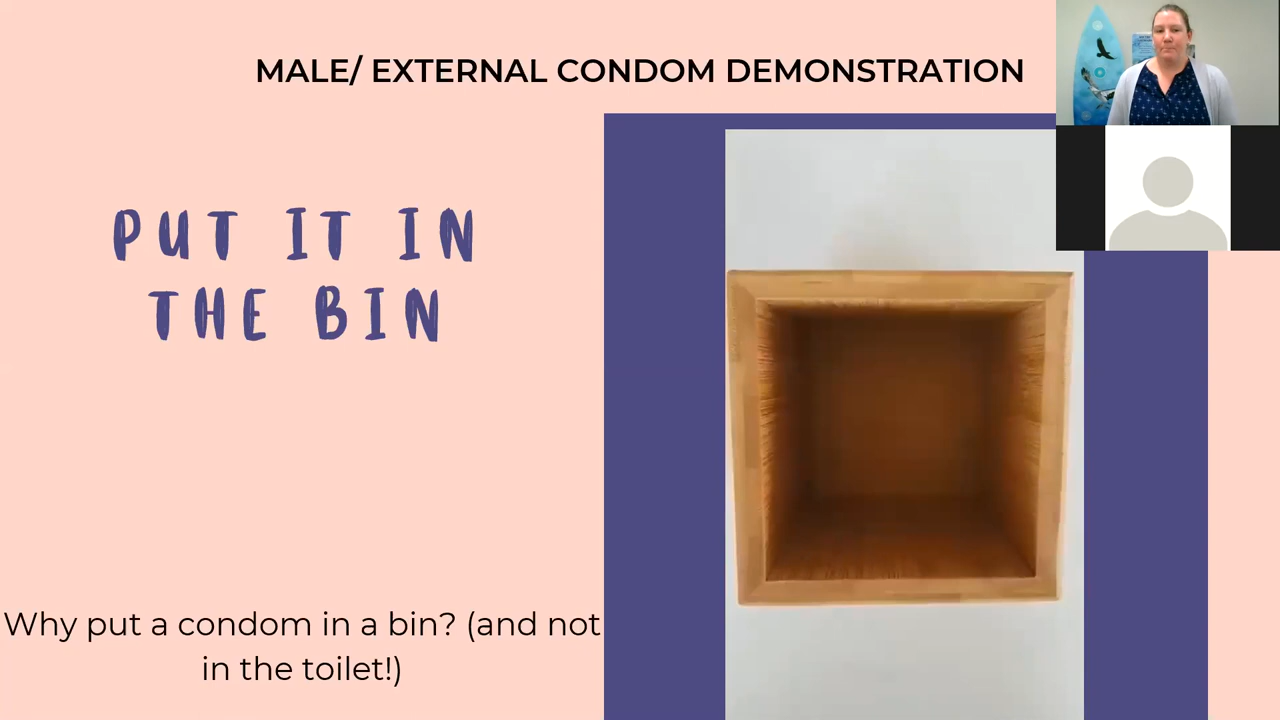 MALE/ EXTERNAL CONDOM DEMONSTRATION
PUT IT IN
THE BIN
Why put a condom in a bin? (and not
in the toilet!)